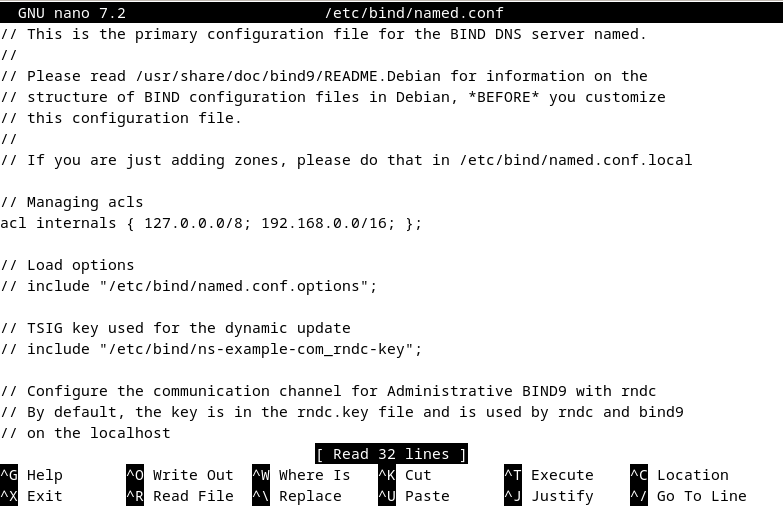 GNU nano 7.2 /etc/bind/named.conf
// This is the primary configuration file for the BIND DNS server named.
//
// Please read /usr/share/doc/bind9/README.Debian for information on the
// structure of BIND configuration files in Debian, *BEFORE* you customize
// this configuration file.
//
// If you are just adding zones, please do that in /etc/bind/named.conf.local

// Managing acls
acl internals { 127.0.0.0/8; 192.168.0.0/16; };

// Load options
// include "/etc/bind/named.conf.options";

// TSIG key used for the dynamic update
// include "/etc/bind/ns-example-com_rndc-key";

// Configure the communication channel for Administrative BIND9 with rndc
// By default, the key is in the rndc.key file and is used by rndc and bind9
// on the localhost
[ Read 32 lines ]
^G Help ^O Write Out ^W Where Is ^K Cut ^T Execute ^C Location
^X Exit ^R Read File ^\ Replace ^U Paste ^J Justify ^/ Go To Line